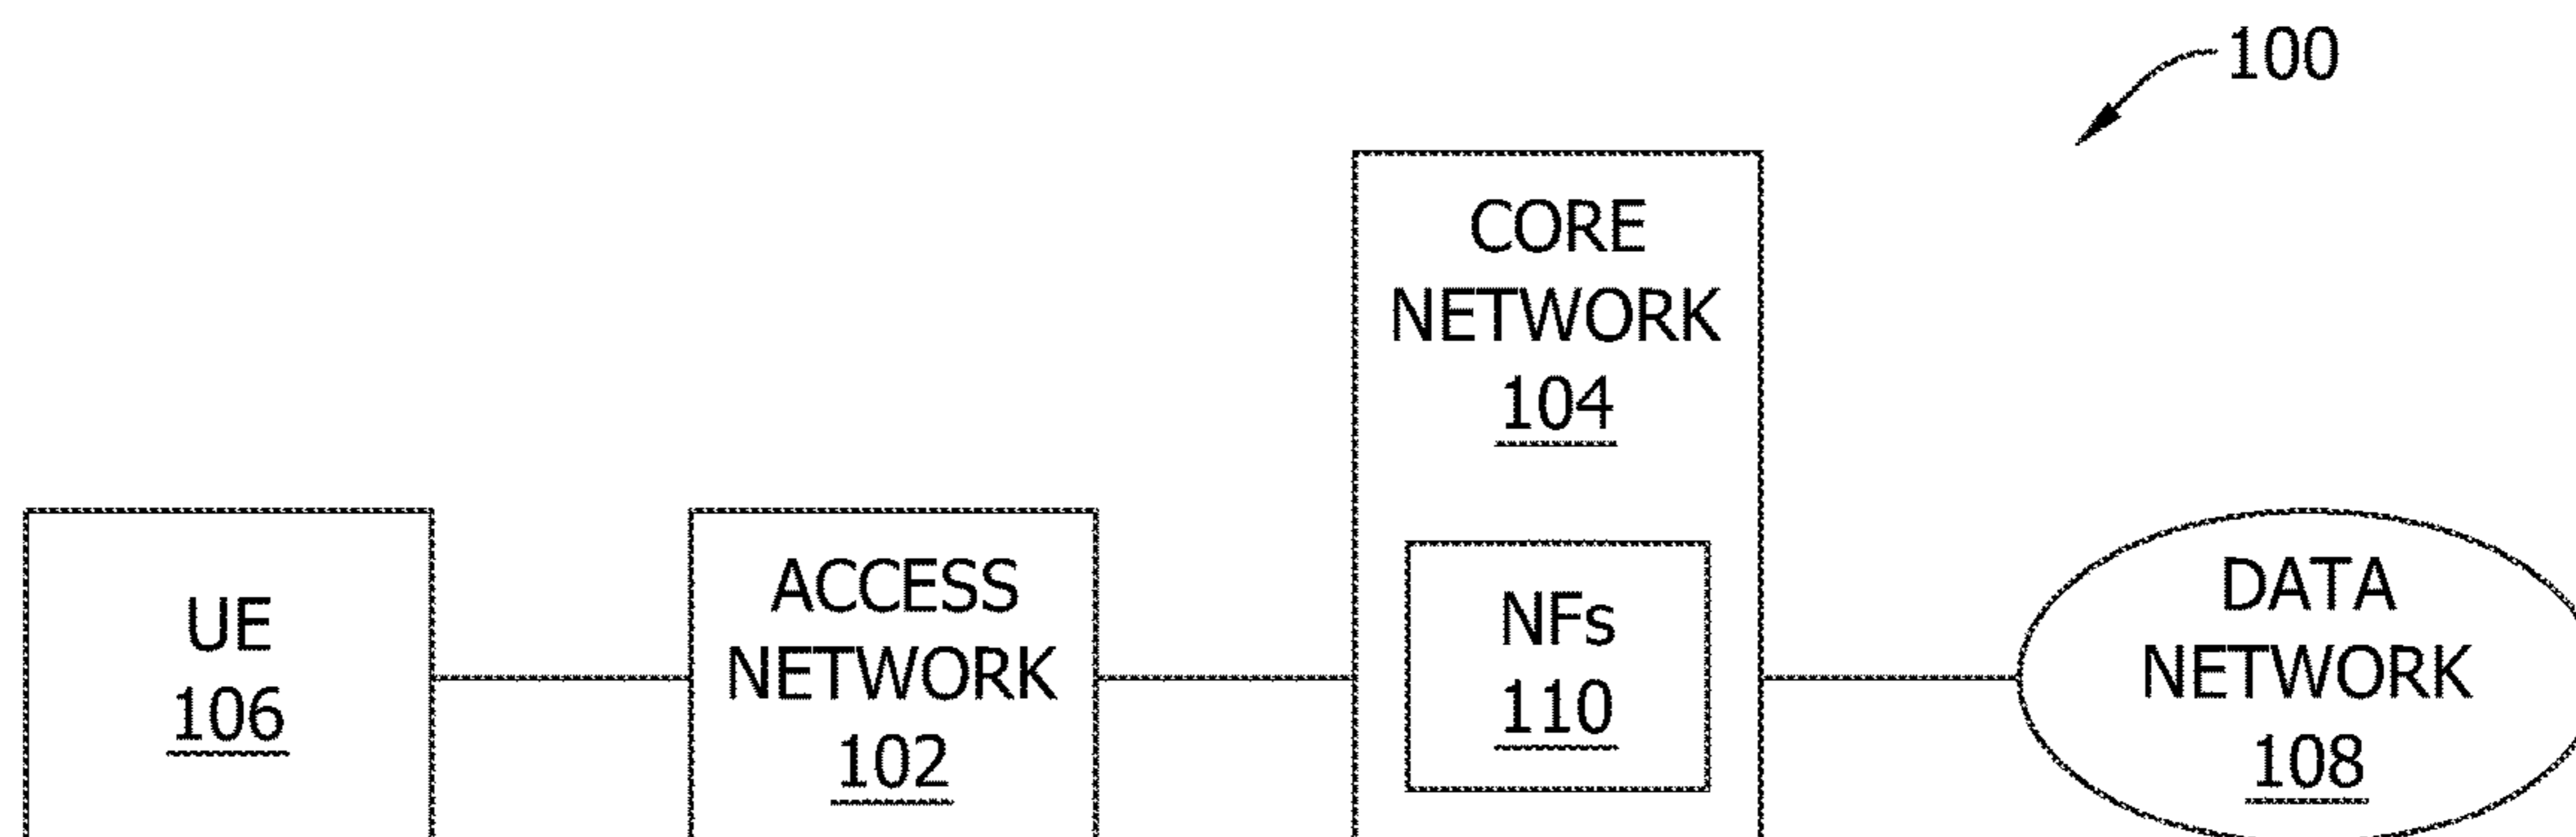 100
CORE
NETWORK
104
UE
106
ACCESS
NETWORK
102
NFs
110
DATA
NETWORK
108